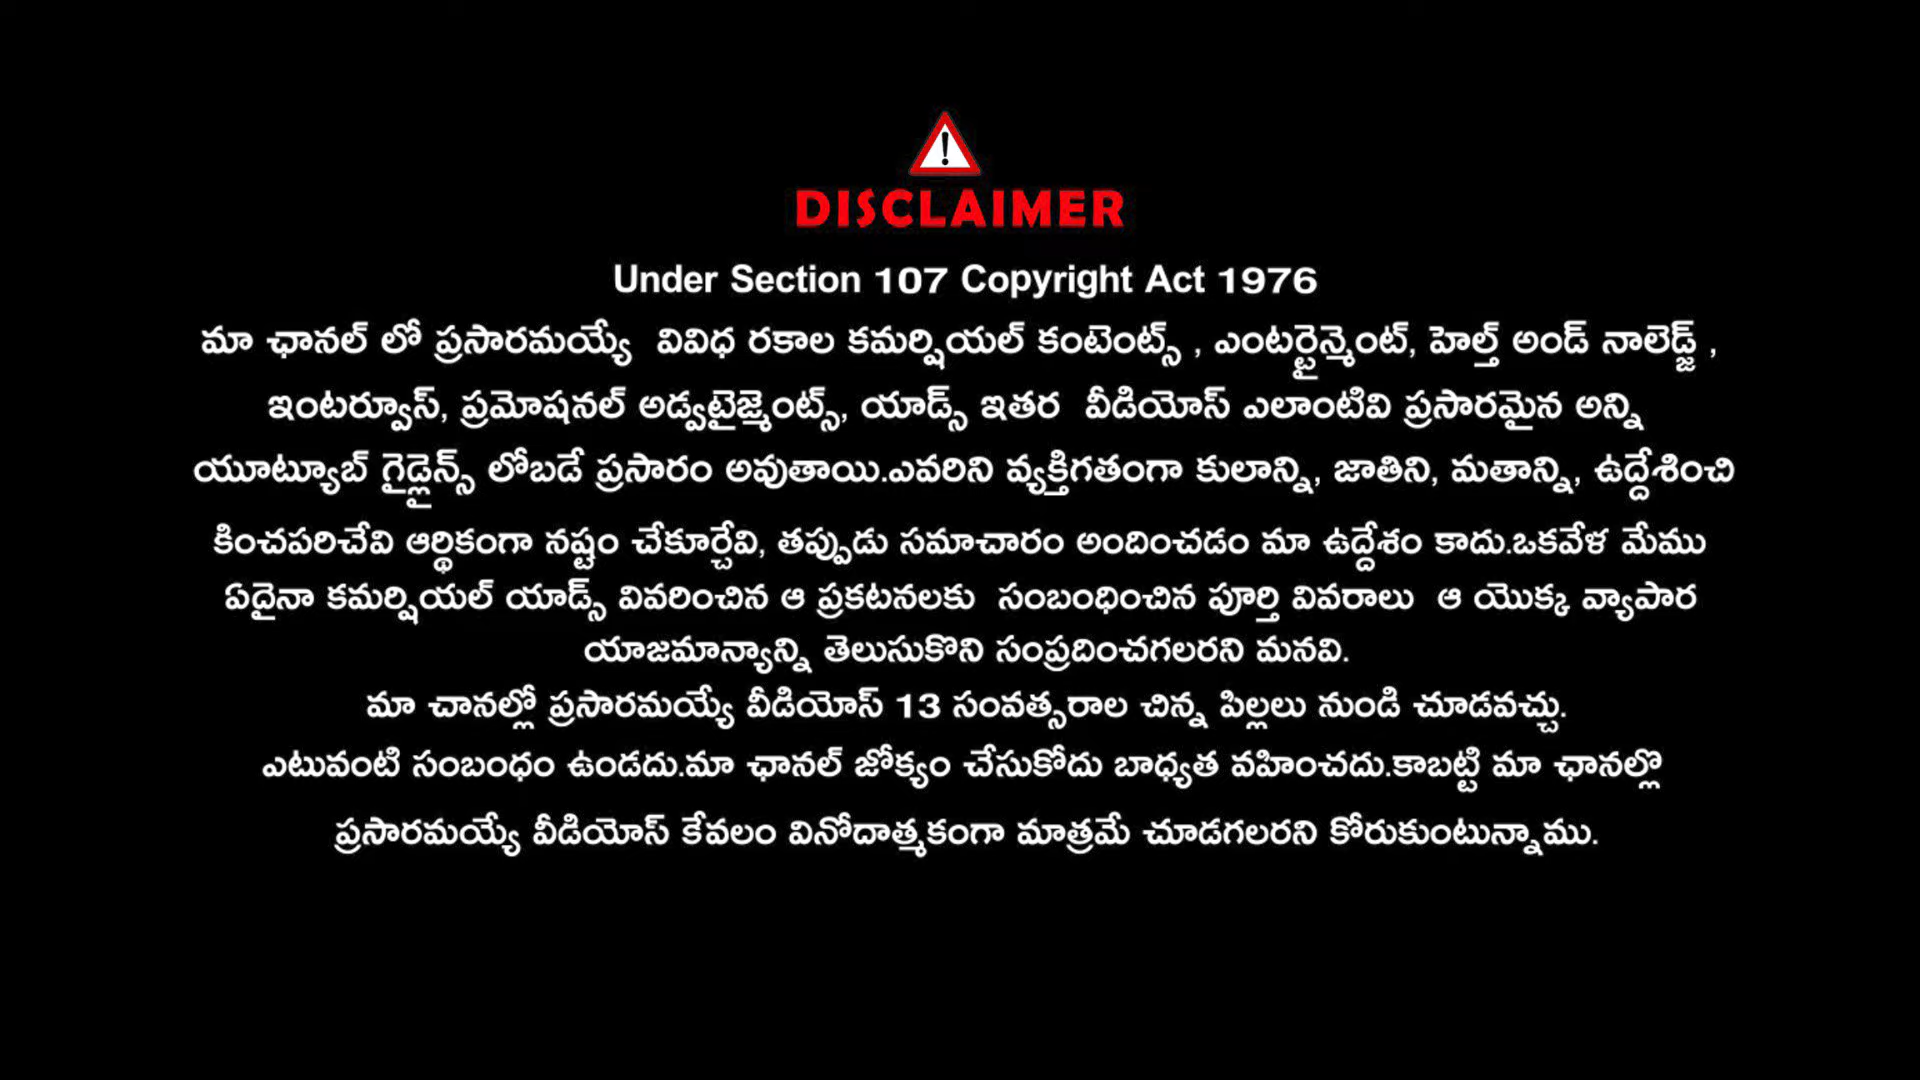 DISCLAIMER
Under Section 107 Copyright Act 1976
మా ఛానల్ లో ప్రసారమయ్యే వివిధ రకాల కమర్షియల్ కంటెంట్స్ , ఎంటర్టైన్మెంట్, హెల్త్ అండ్ నాలెడ్జ్ ,
ఇంటర్వూస్, ప్రమోషనల్ అడ్వటైజ్మెంట్స్, యాడ్స్ ఇతర వీడియోస్ ఎలాంటివి ప్రసారమైన అన్ని
యూట్యూబ్ గైడ్లైన్స్ లోబడే ప్రసారం అవుతాయి.ఎవరిని వ్యక్తిగతంగా కులాన్ని, జాతిని, మతాన్ని, ఉద్దేశించి
కించపరిచేవి ఆర్థికంగా నష్టం చేకూర్చేవి, తప్పుడు సమాచారం అందించడం మా ఉద్దేశం కాదు.ఒకవేళ మేము
ఏదైనా కమర్షియల్ యాడ్స్ వివరించిన ఆ ప్రకటనలకు సంబంధించిన పూర్తి వివరాలు ఆ యొక్క వ్యాపార
యాజమాన్యాన్ని తెలుసుకొని సంప్రదించగలరని మనవి.
మా చానల్లో ప్రసారమయ్యే వీడియోస్ 13 సంవత్సరాల చిన్న పిల్లలు నుండి చూడవచ్చు.
ఎటువంటి సంబంధం ఉండదు.మా ఛానల్ జోక్యం చేసుకోదు బాధ్యత వహించదు.కాబట్టి మా ఛానల్లొ
ప్రసారమయ్యే వీడియోస్ కేవలం వినోదాత్మకంగా మాత్రమే చూడగలరని కోరుకుంటున్నాము.